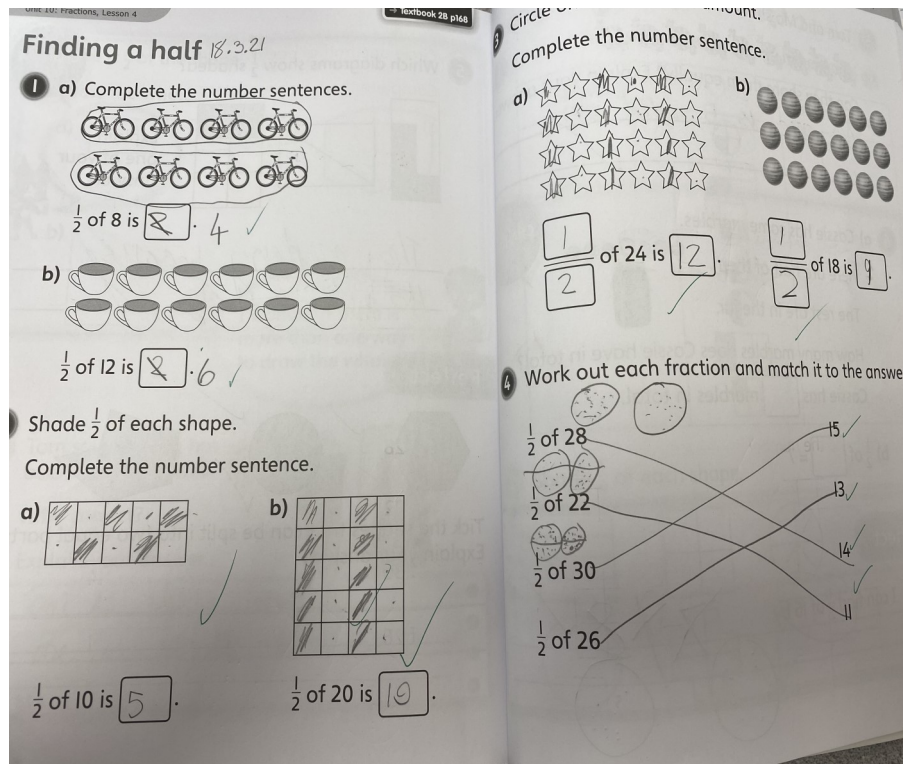 Unit 10: Fractions, Lesson 4
→ Textbook 2B p168
Finding a half 18.3.21
1 a) Complete the number sentences.
1/2 of 8 is 2. 4 ✓
b)
1/2 of 12 is 2. 6 ✓
Shade 1/2 of each shape.
Complete the number sentence.
a)
b)
1/2 of 10 is 5.
1/2 of 20 is 10.
3 Circle
Complete the number sentence.
a)
b)
1/2 of 24 is 12.
1/2 of 18 is 9.
4 Work out each fraction and match it to the answe
1/2 of 28
15 ✓
1/2 of 22
13 ✓
1/2 of 30
14 ✓
1/2 of 26
11 ✓